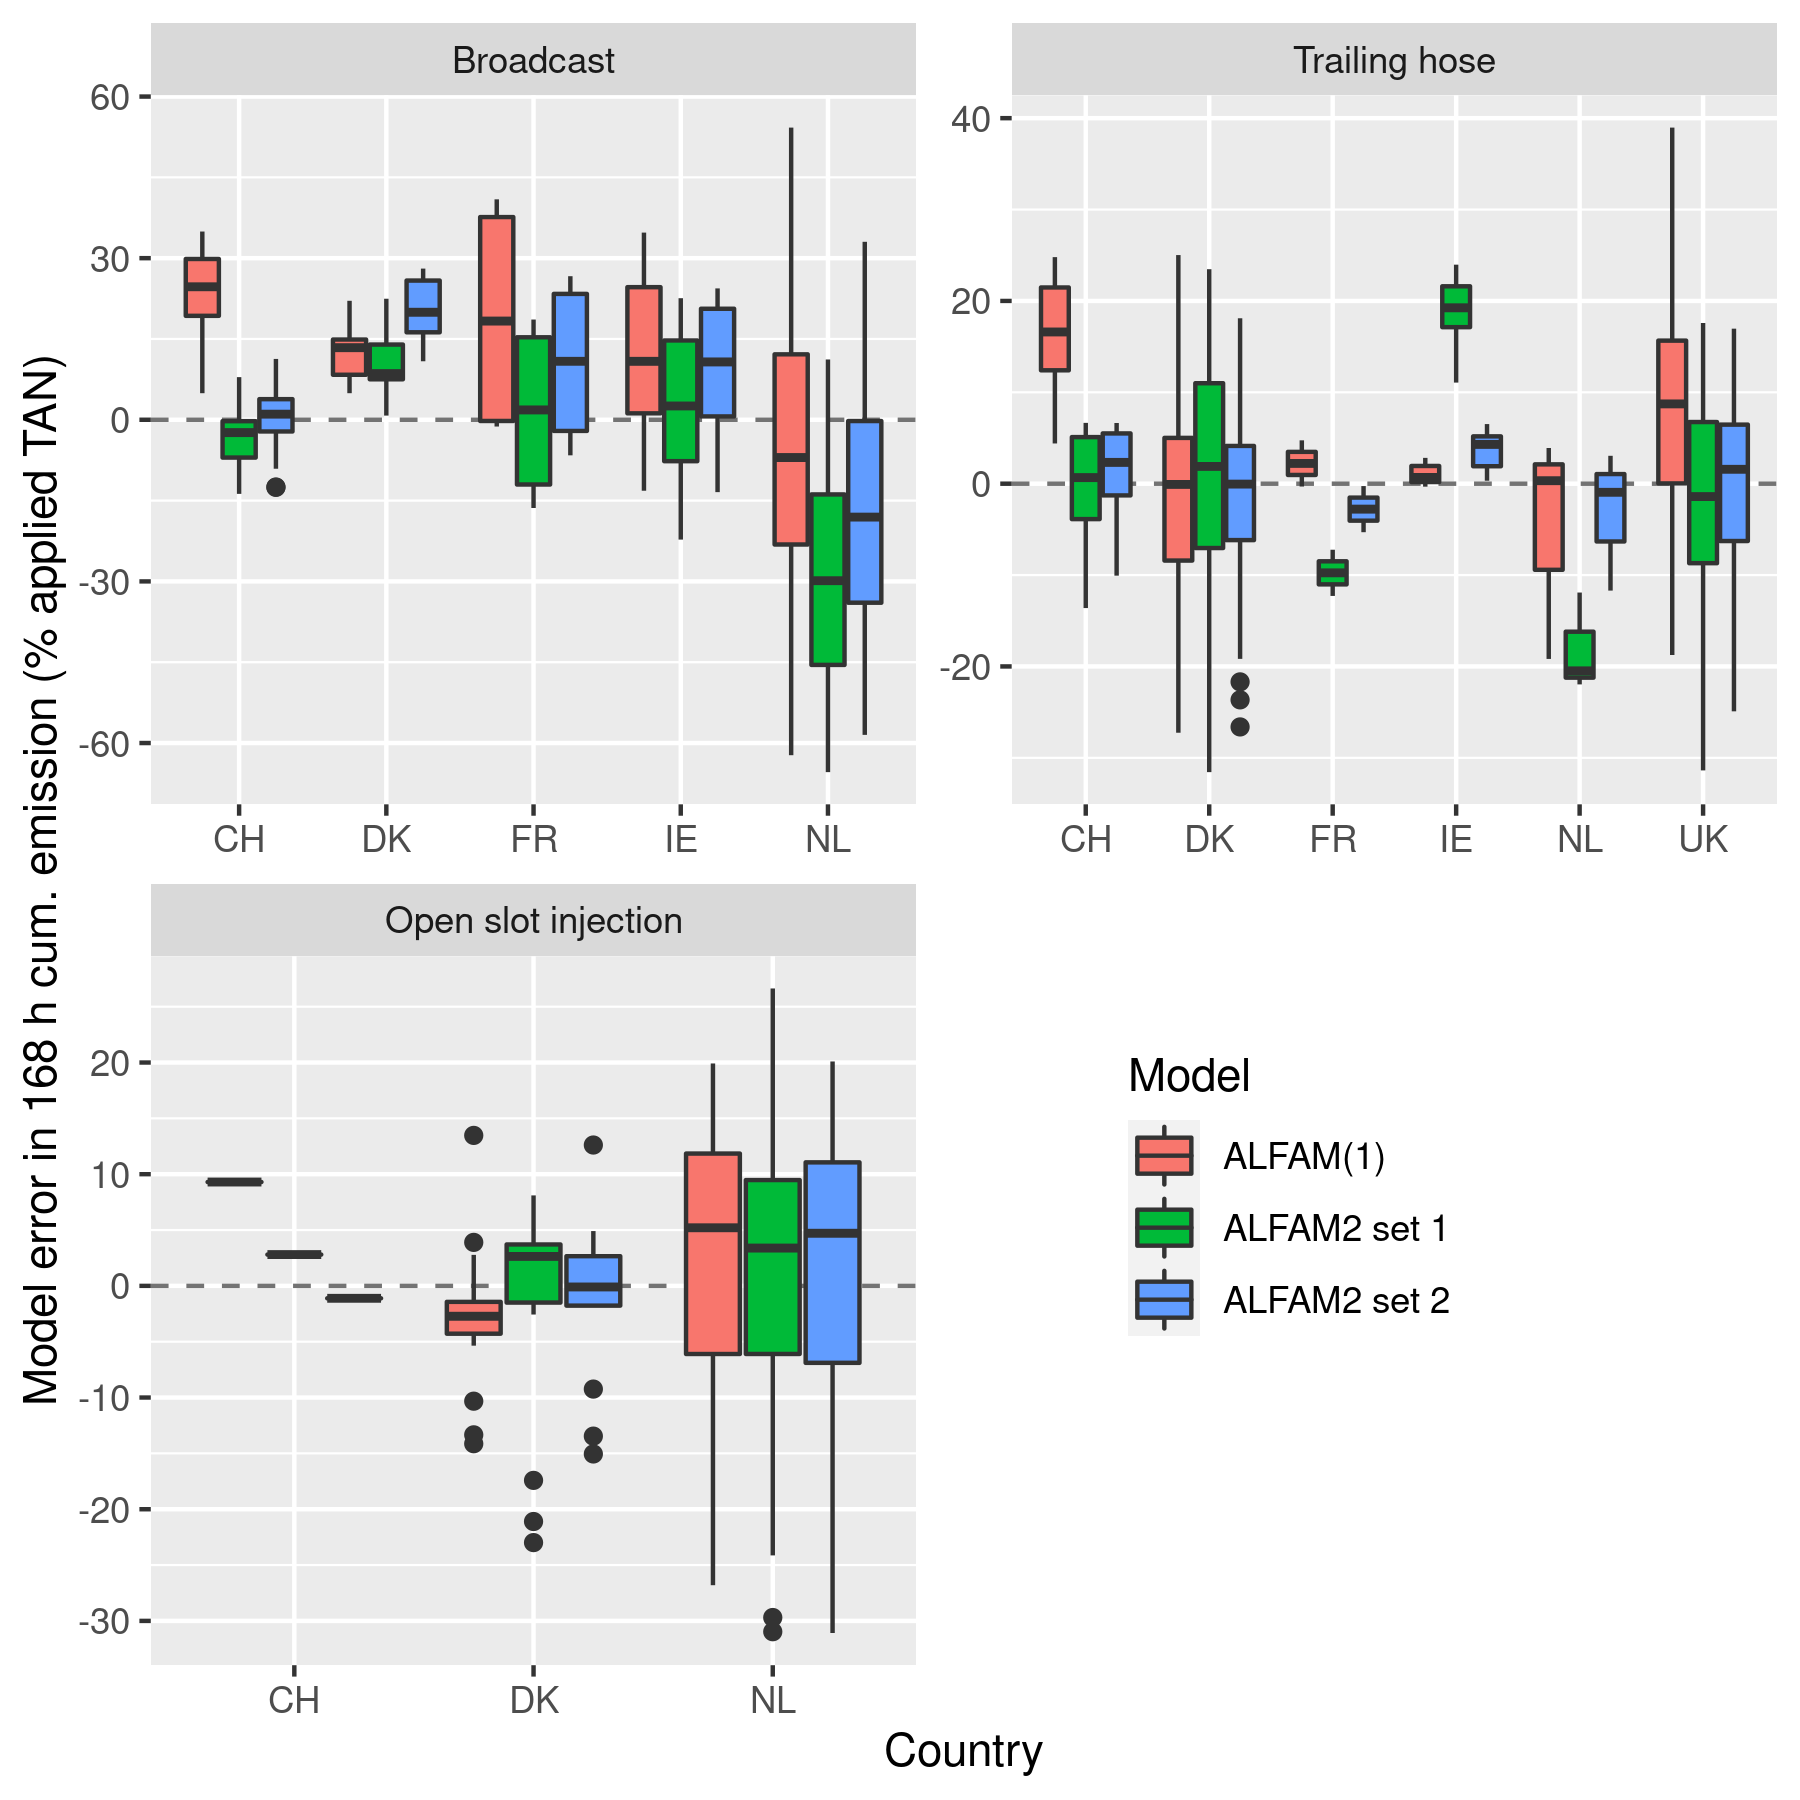 Broadcast
Trailing hose
60
30
0
-30
-60
40
20
0
-20
CH DK FR IE NL
CH DK FR IE NL UK
Model error in 168 h cum. emission (% applied TAN)
Open slot injection
20
10
0
-10
-20
-30
CH DK NL
Model
ALFAM(1)
ALFAM2 set 1
ALFAM2 set 2
Country